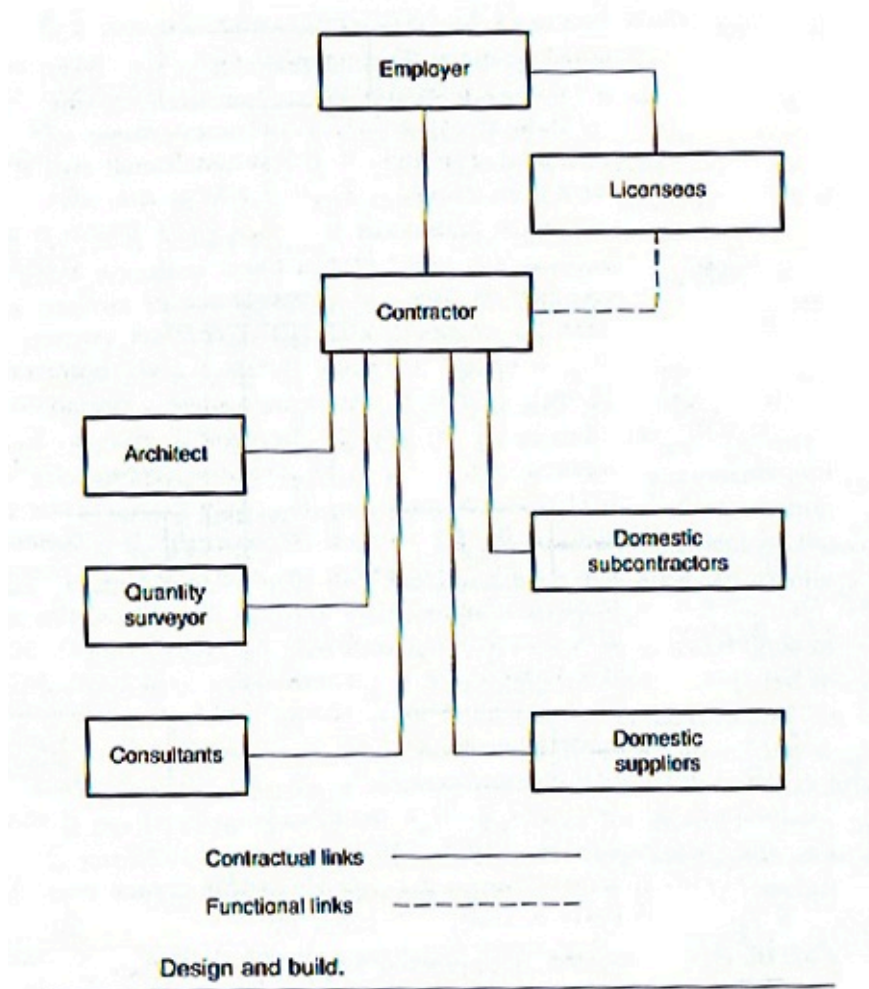 Employer
Licensees
Contractor
Architect
Domestic
subcontractors
Quantity
surveyor
Consultants
Domestic
suppliers
Contractual links
Functional links
Design and build.